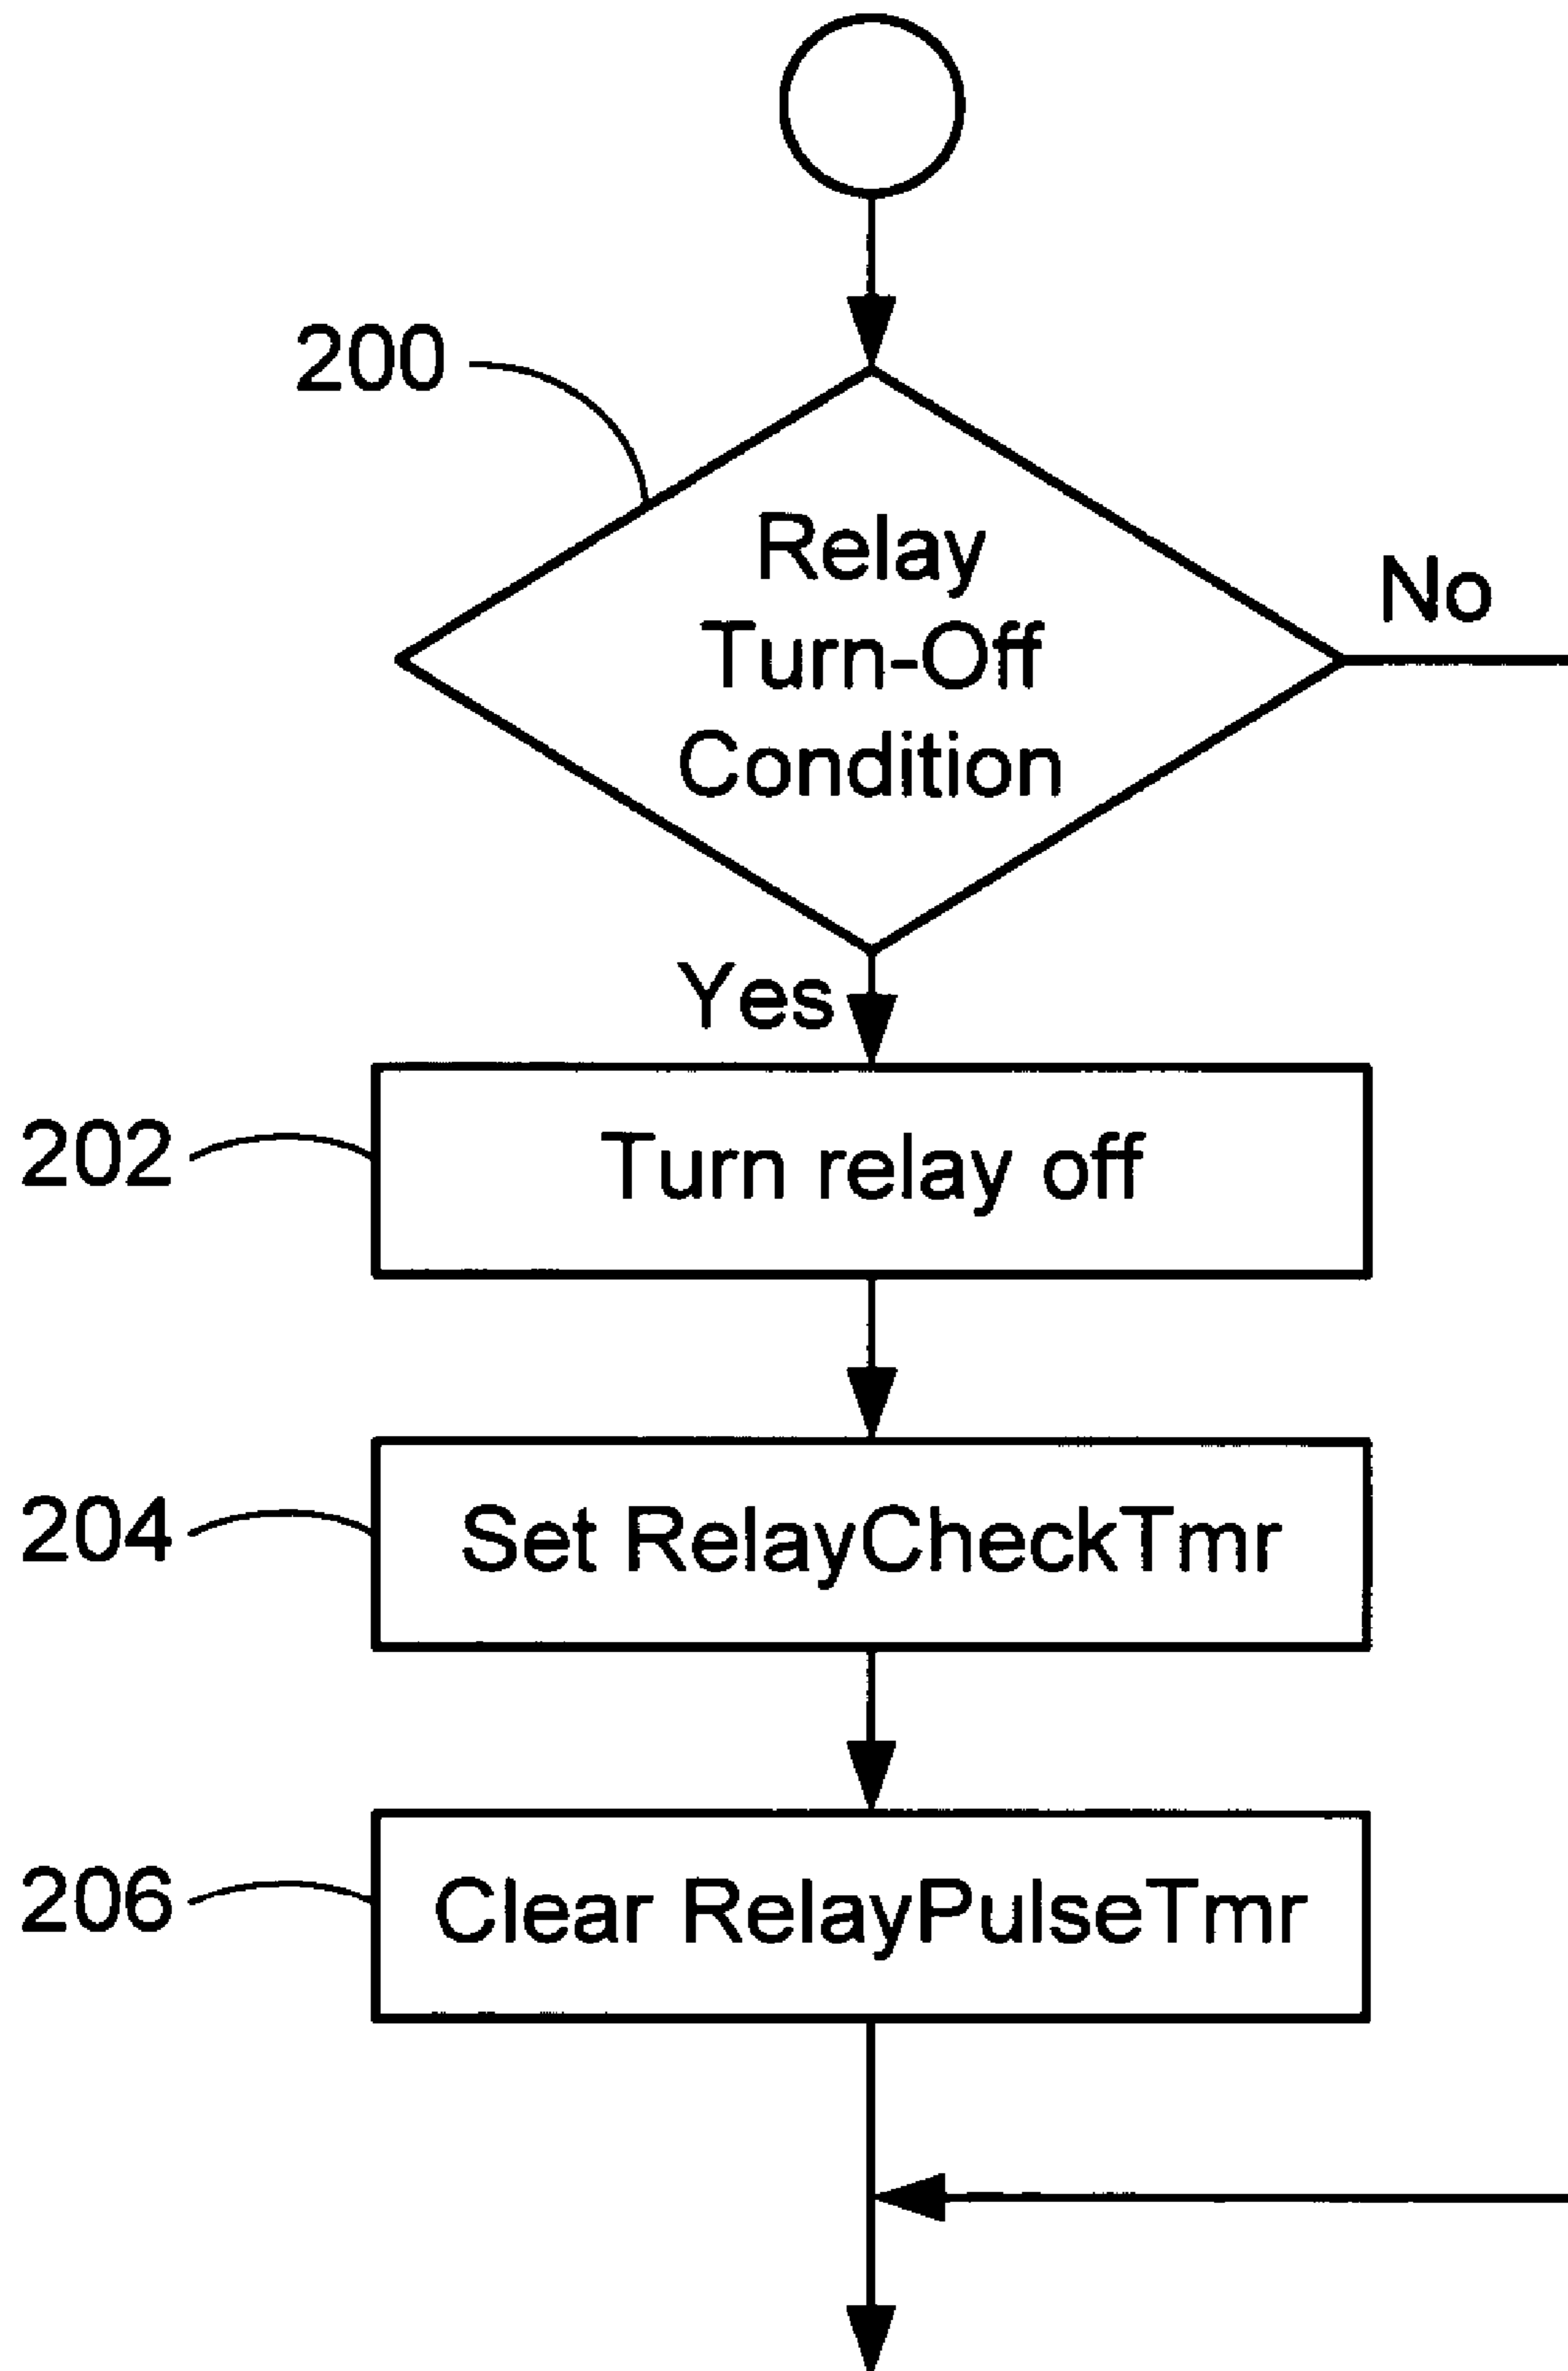 200
Relay
Turn-Off
Condition
No
Yes
202
Turn relay off
204
Set RelayCheckTmr
206
Clear RelayPulseTmr